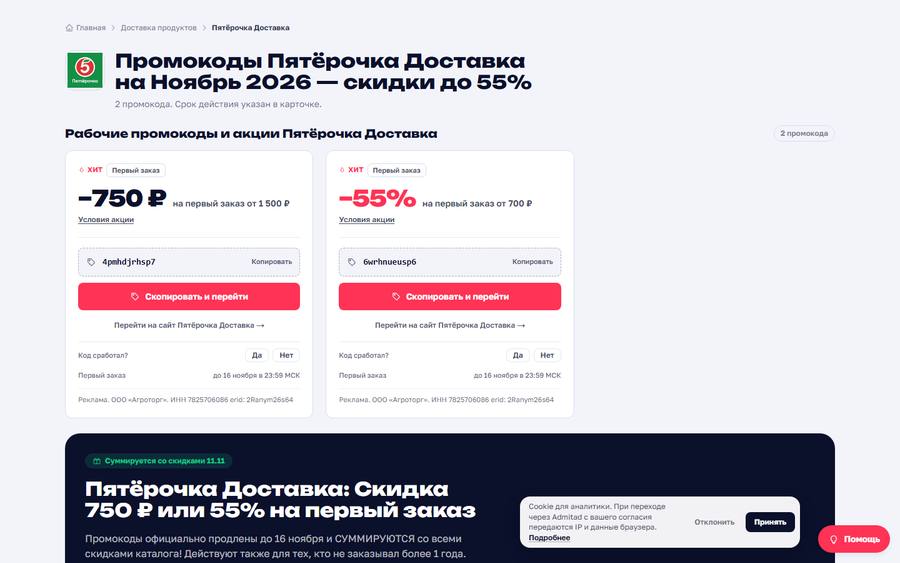 Главная > Доставка продуктов > Пятёрочка Доставка
5
Пятёрочка
Промокоды Пятёрочка Доставка
на Ноябрь 2026 — скидки до 55%
2 промокода. Срок действия указан в карточке.
Рабочие промокоды и акции Пятёрочка Доставка
2 промокода
ХИТ Первый заказ
−750 ₽ на первый заказ от 1 500 ₽
Условия акции
4pmhdjrhsp7 Копировать
Скопировать и перейти
Перейти на сайт Пятёрочка Доставка →
Код сработал? Да Нет
Первый заказ до 16 ноября в 23:59 МСК
Реклама. ООО «Агроторг». ИНН 7825706086 erid: 2Ranym26s64
ХИТ Первый заказ
−55% на первый заказ от 700 ₽
Условия акции
6wrhnueusp6 Копировать
Скопировать и перейти
Перейти на сайт Пятёрочка Доставка →
Код сработал? Да Нет
Первый заказ до 16 ноября в 23:59 МСК
Реклама. ООО «Агроторг». ИНН 7825706086 erid: 2Ranym26s64
Суммируется со скидками 11.11
Пятёрочка Доставка: Скидка
750 ₽ или 55% на первый заказ
Промокоды официально продлены до 16 ноября и СУММИРУЮТСЯ со всеми
скидками каталога! Действуют также для тех, кто не заказывал более 1 года.
Cookie для аналитики. При переходе
через Admitad с вашего согласия
передаются IP и данные браузера.
Подробнее
Отклонить Принять
Помощь